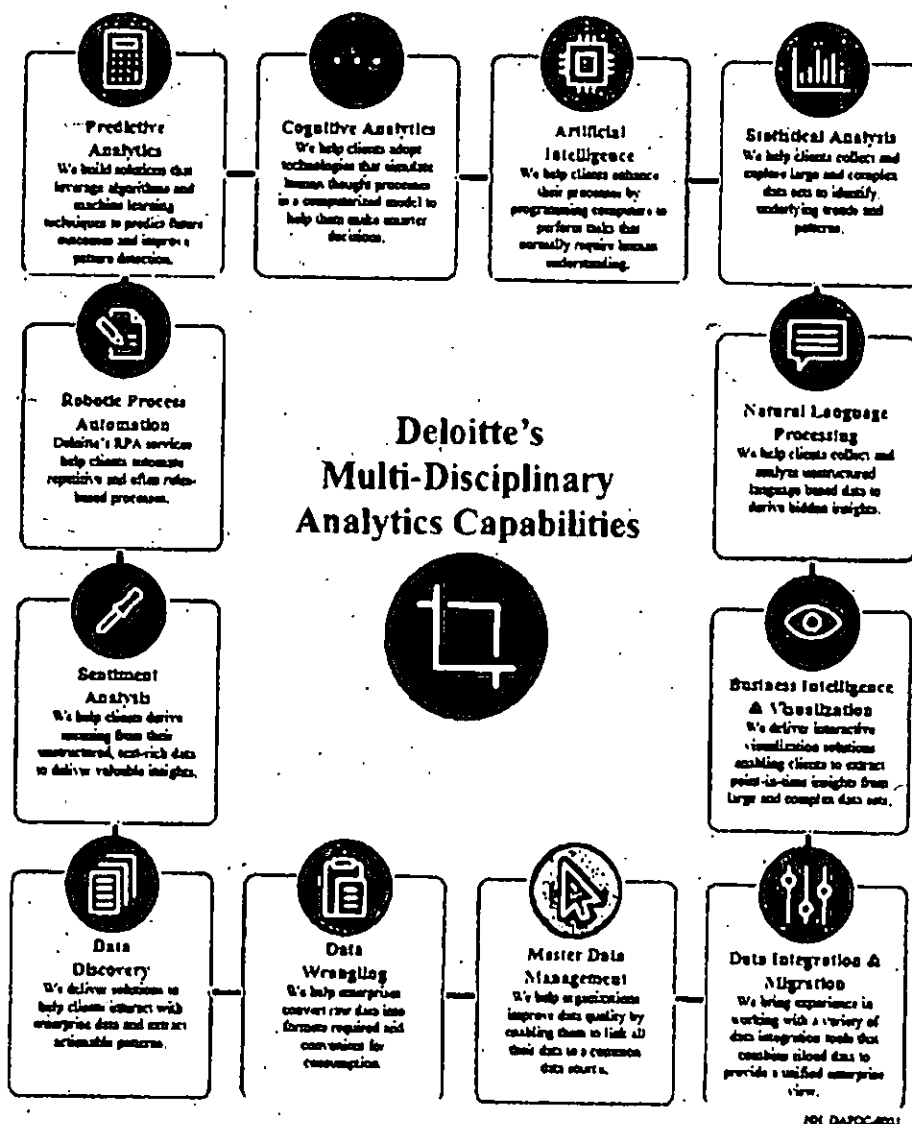 Predictive
Analytics
We build solutions that
leverage algorithms and
machine learning
techniques to predict future
outcomes and improve
pattern detection.
Cognitive Analytics
We help clients adopt
technologies that simulate
human thought processes
in a computerized model to
help them make smarter
decisions.
Artificial
Intelligence
We help clients enhance
their processes by
programming computers to
perform tasks that
normally require human
understanding.
Statistical Analysis
We help clients collect and
explore large and complex
data sets to identify
underlying trends and
patterns.
Robotic Process
Automation
Deloitte's RPA services
help clients automate
repetitive and often rules-
based processes.
Deloitte's
Multi-Disciplinary
Analytics Capabilities
Natural Language
Processing
We help clients collect and
analyze unstructured
language based data to
derive hidden insights.
Sentiment
Analysis
We help clients derive
meaning from their
unstructured, text-rich data
to deliver valuable insights.
Business Intelligence
& Visualization
We deliver interactive
visualization solutions
enabling clients to extract
point-in-time insights from
large and complex data sets.
Data
Discovery
We deliver solutions to
help clients interact with
enterprise data and extract
actionable patterns.
Data
Wrangling
We help enterprises
convert raw data into
formats required and
convenient for
consumption
Master Data
Management
We help organizations
improve data quality by
enabling them to link all
their data to a common
data source.
Data Integration &
Migration
We bring experience in
working with a variety of
data integration tools that
combine siloed data to
provide a unified enterprise
view.